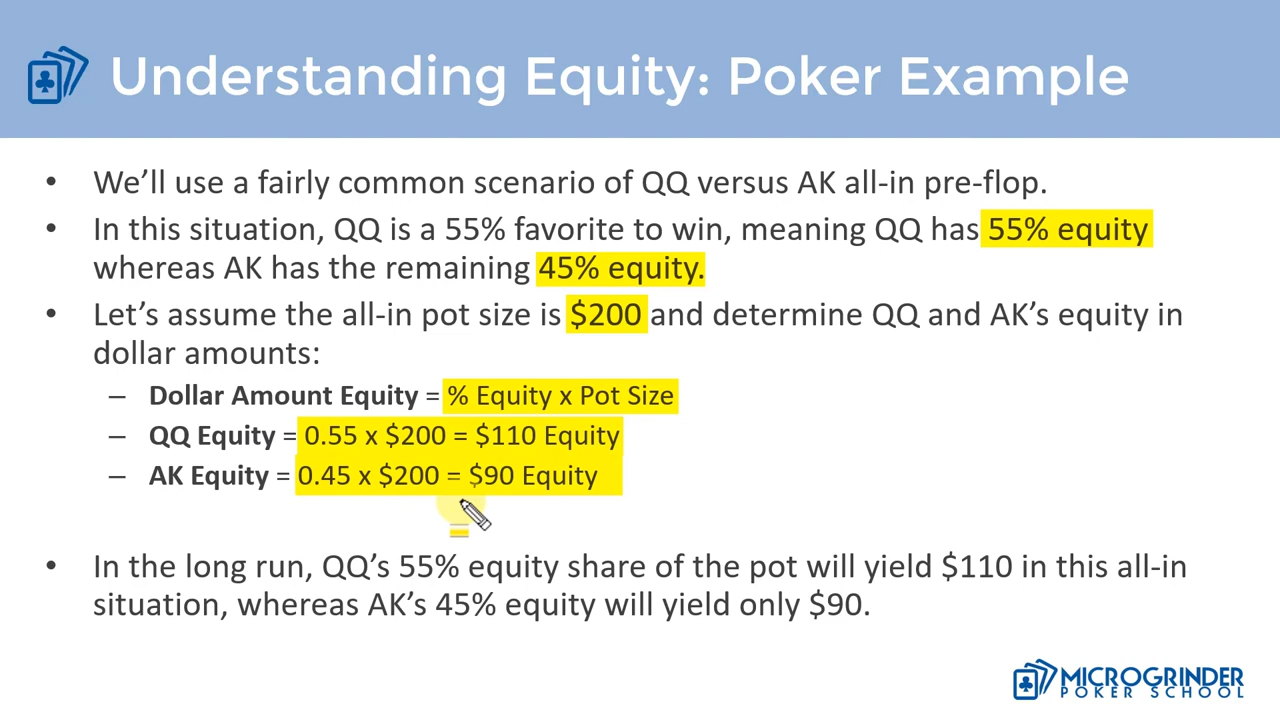 Understanding Equity: Poker Example
• We’ll use a fairly common scenario of QQ versus AK all-in pre-flop.
• In this situation, QQ is a 55% favorite to win, meaning QQ has 55% equity
whereas AK has the remaining 45% equity.
• Let’s assume the all-in pot size is $200 and determine QQ and AK’s equity in
dollar amounts:
– Dollar Amount Equity = % Equity x Pot Size
– QQ Equity = 0.55 x $200 = $110 Equity
– AK Equity = 0.45 x $200 = $90 Equity
• In the long run, QQ’s 55% equity share of the pot will yield $110 in this all-in
situation, whereas AK’s 45% equity will yield only $90.
MICROGRINDER
POKER SCHOOL